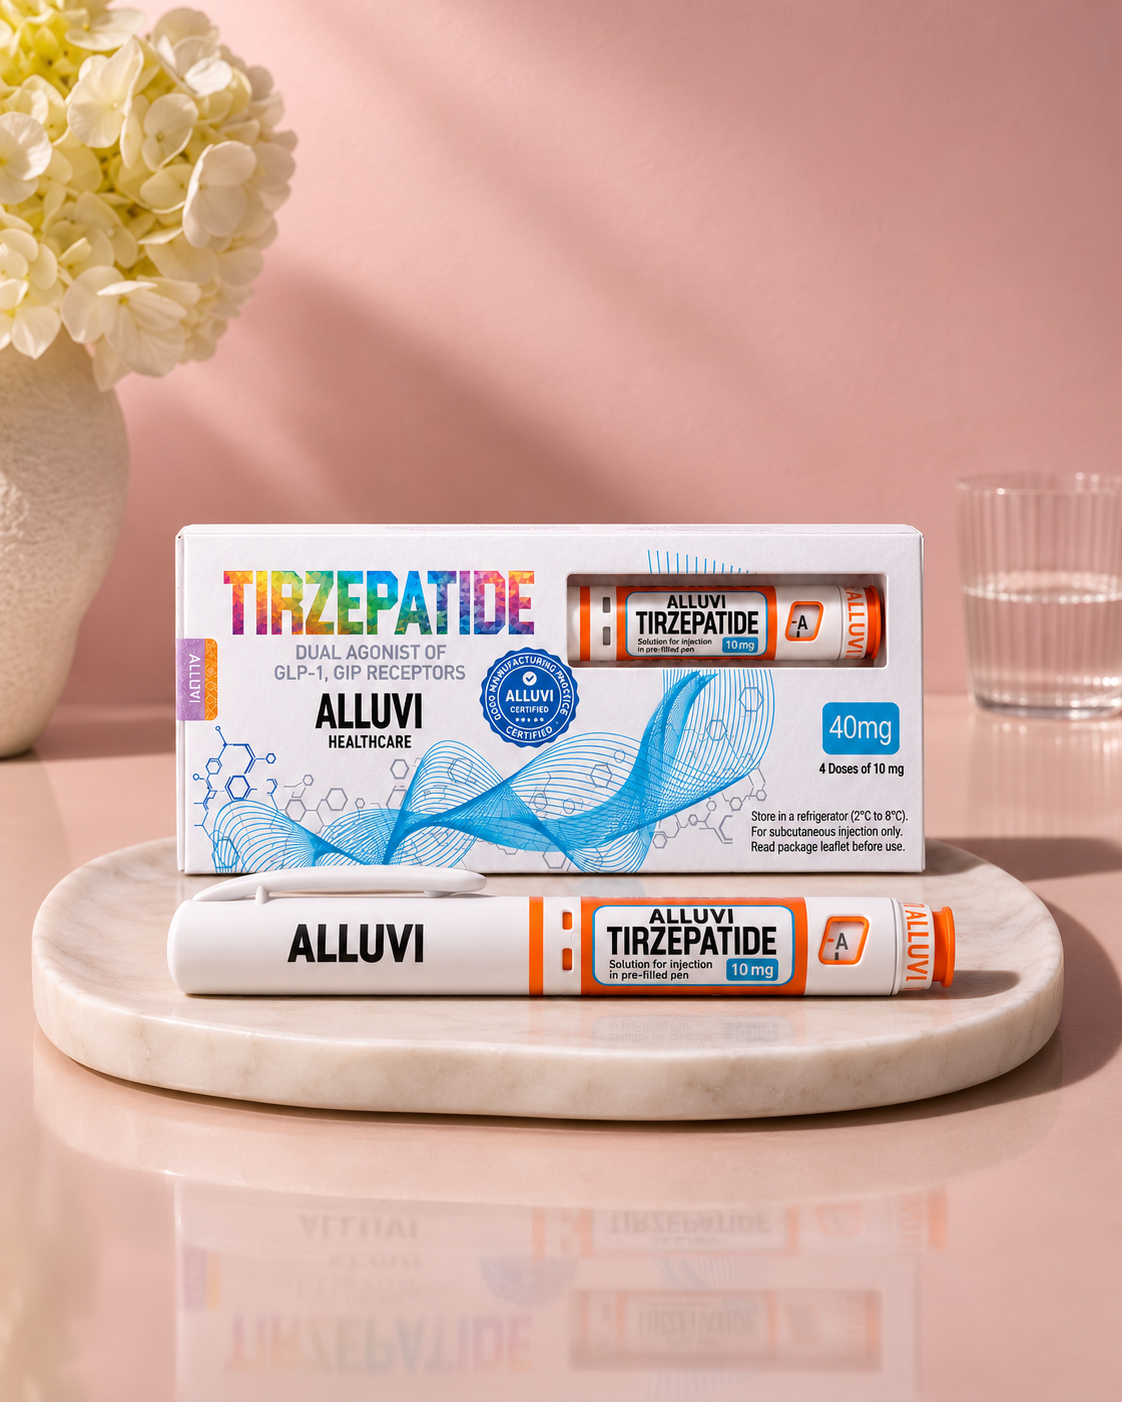 TIRZEPATIDE
DUAL AGONIST OF
GLP-1, GIP RECEPTORS
ALLUVI
HEALTHCARE
ALLUVI
GOOD MANUFACTURING PRACTICE
ALLUVI
CERTIFIED
CERTIFIED
ALLUVI
TIRZEPATIDE
Solution for injection
in pre-filled pen
10mg
-A
ALLUVI
40mg
4 Doses of 10 mg
Store in a refrigerator (2°C to 8°C).
For subcutaneous injection only.
Read package leaflet before use.
ALLUVI
ALLUVI
TIRZEPATIDE
Solution for injection
in pre-filled pen
10 mg
-A
ALLUVI